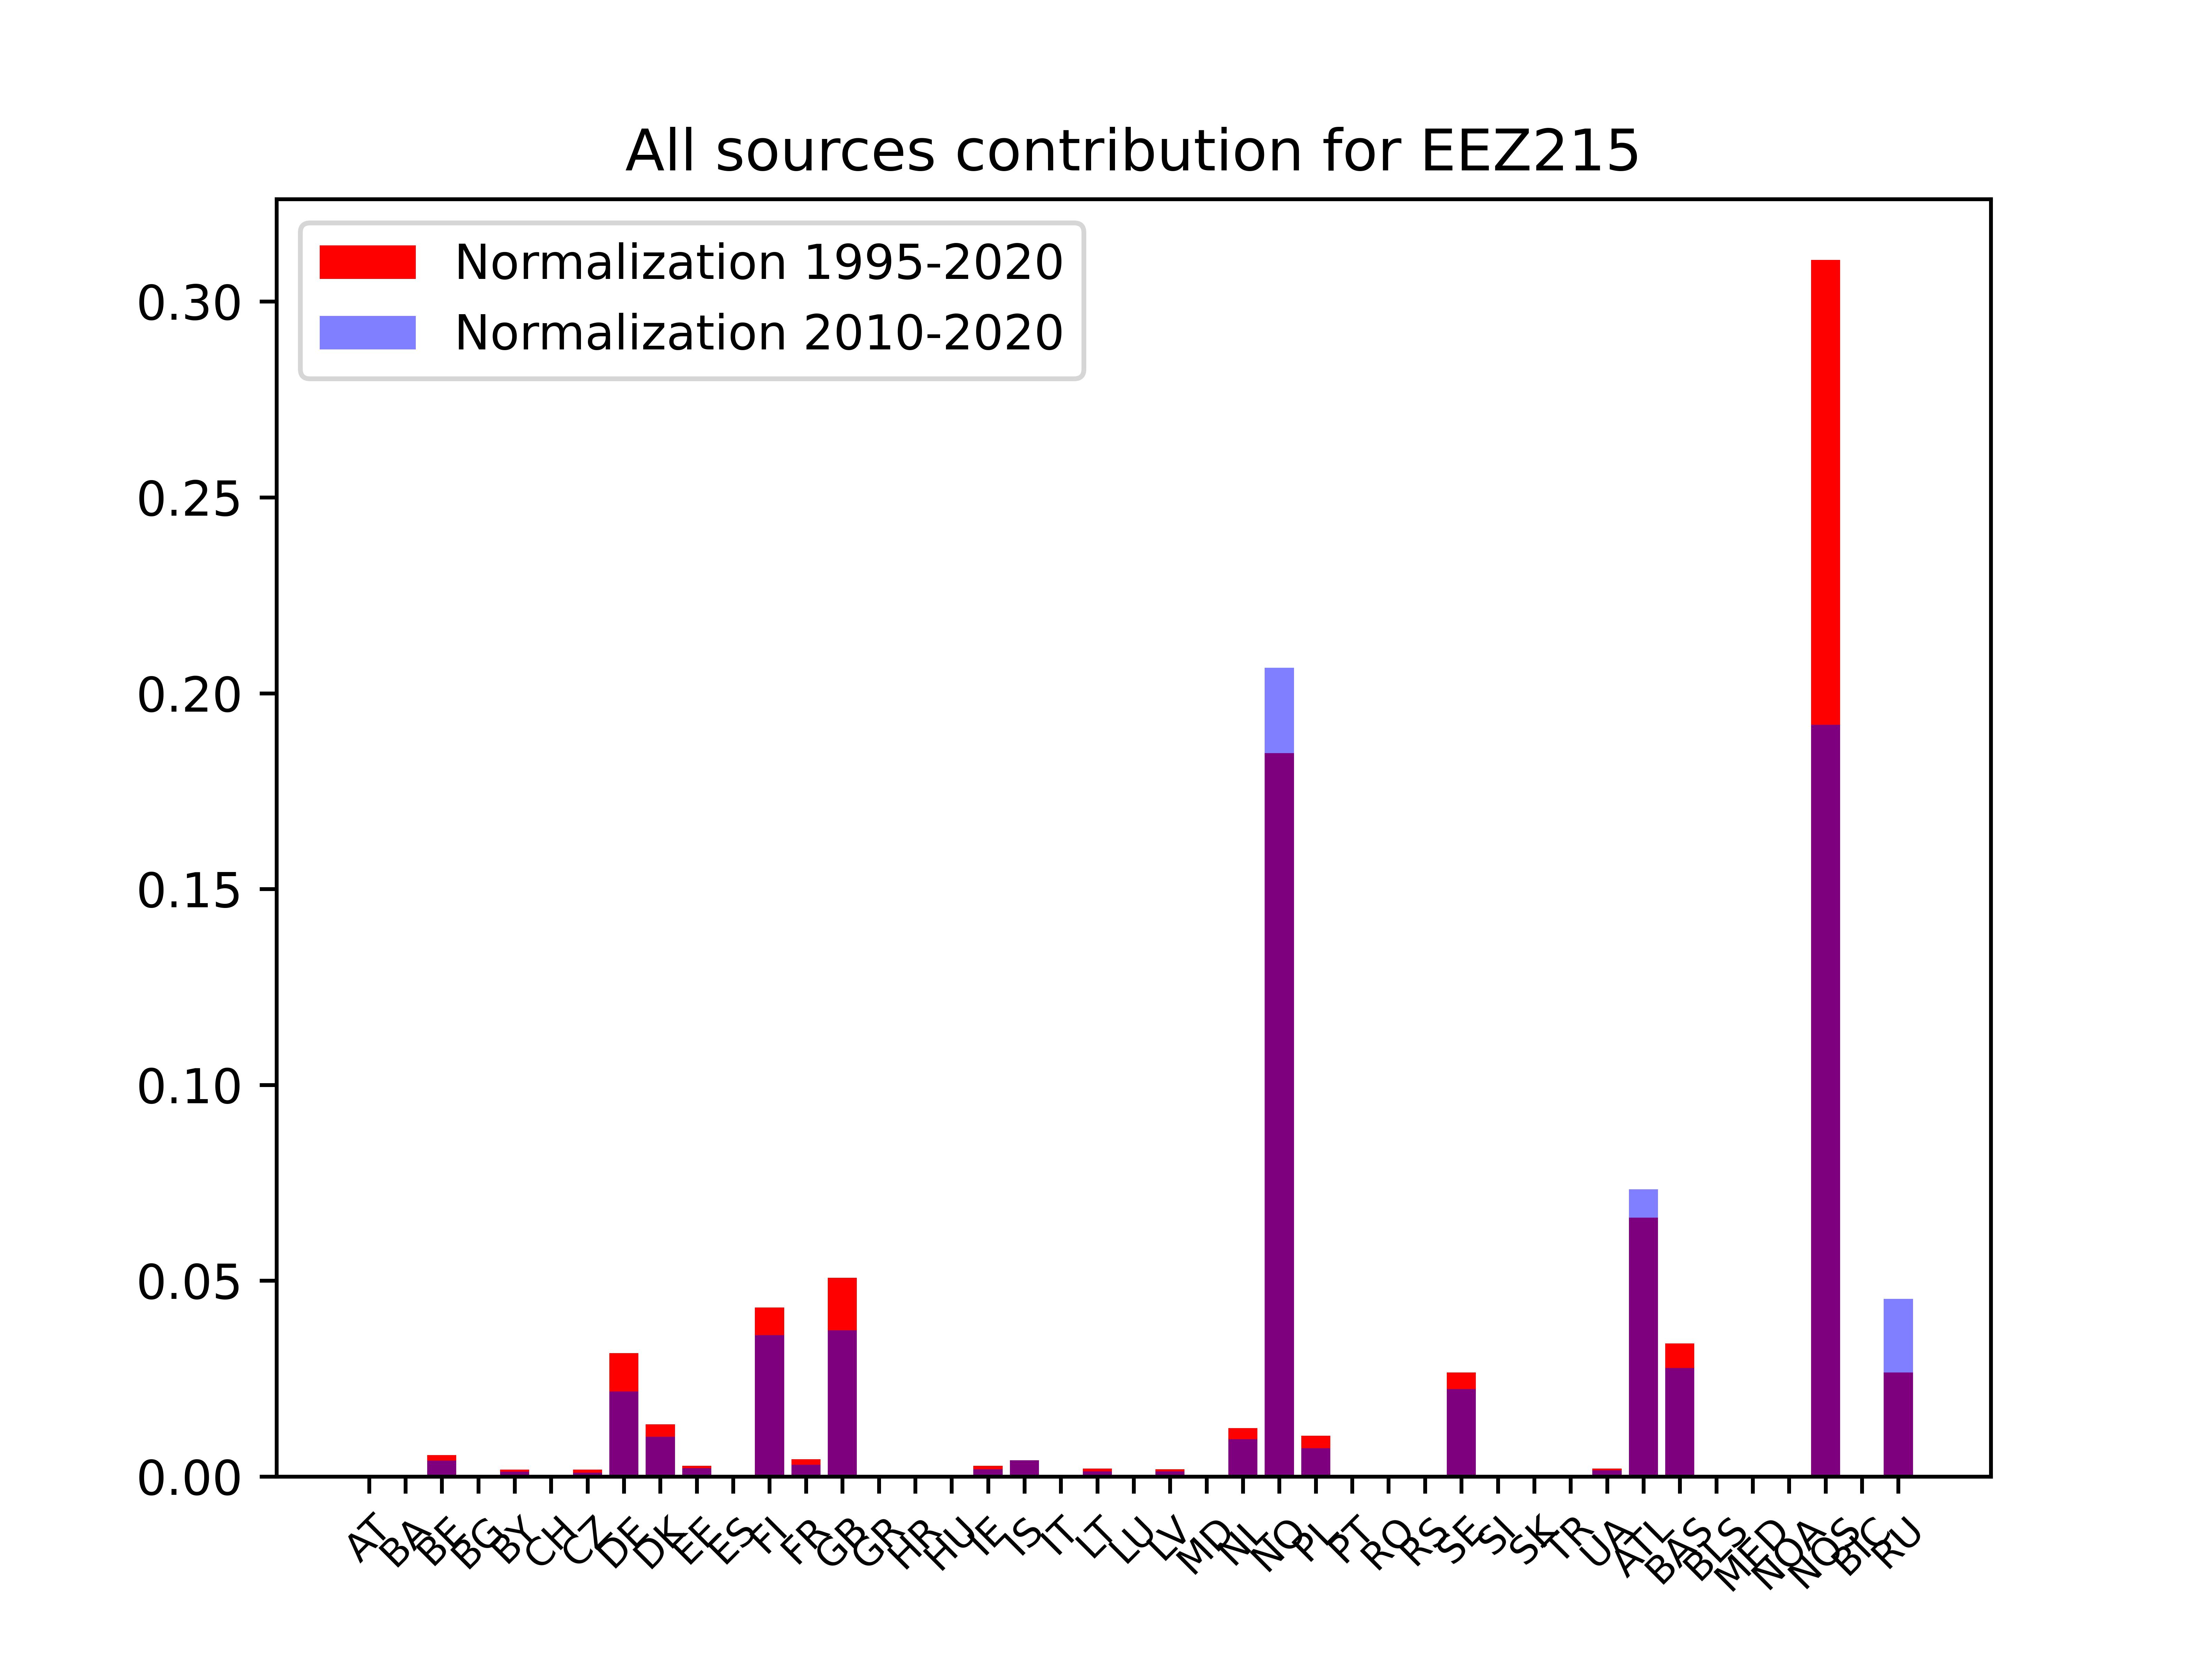 All sources contribution for EEZ215
Normalization 1995-2020
Normalization 2010-2020
0.30
0.25
0.20
0.15
0.10
0.05
0.00
AT BA BE BG BY CH CZ DE DK EE ES FI FR GB GR HR HU IE IS IT LT LU LV MD NL NO PL PT RO RS SE SI SK TR UA ATL BAS BLS MED NOA NOS BIC RU